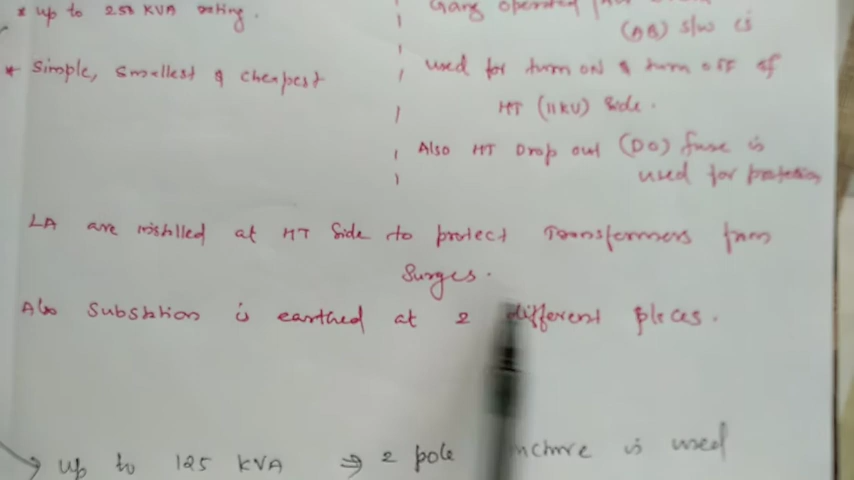 * up to 250 KVA rating.
* Simple, Smallest & cheapest
Gang operated
(AB) S/w is
used for turn ON & turn OFF of
HT (11KV) Side.
Also HT Drop out (DO) fuse is
used for protection
LA are instlled at HT Side to protect Transformers from
Surges.
Also Substation is earthed at 2 different places.
up to 125 KVA ⇒ 2 pole is used